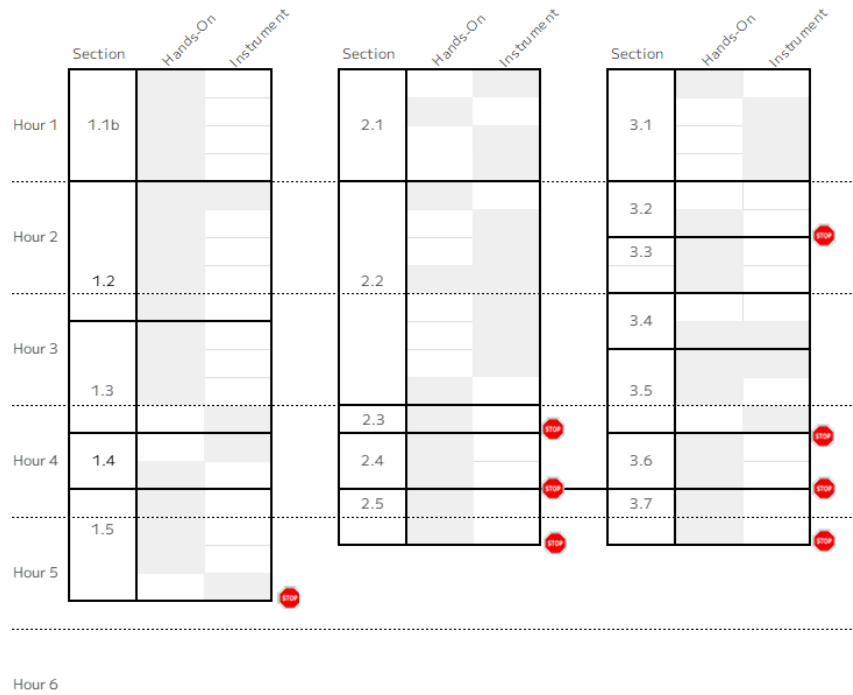 Section Hands-On Instrument Section Hands-On Instrument Section Hands-On Instrument
Hour 1 1.1b 2.1 3.1
3.2
Hour 2 STOP
3.3
1.2 2.2
3.4
Hour 3
1.3 3.5
2.3 STOP STOP
Hour 4 1.4 2.4 3.6
STOP STOP
2.5 3.7
1.5
STOP STOP
Hour 5
STOP
Hour 6